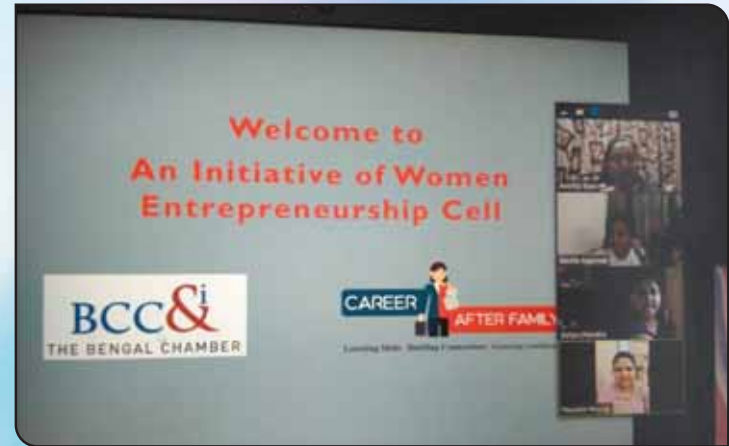 Welcome to
An Initiative of Women
Entrepreneurship Cell
BCC&i
THE BENGAL CHAMBER
CAREER
AFTER FAMILY